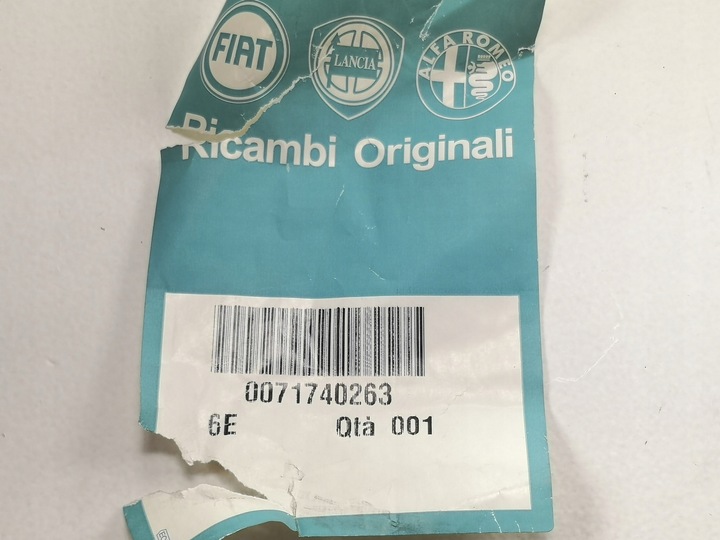 FIAT
LANCIA
ALFA ROMEO
Ricambi Originali
0071740263
6E Qtà 001